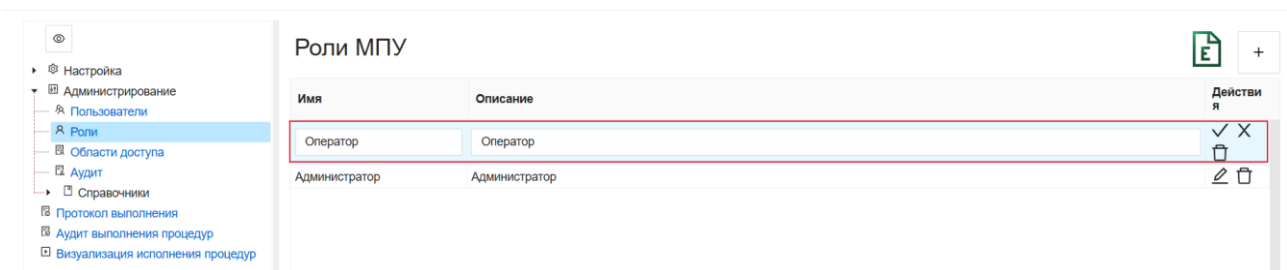 Настройка
Администрирование
Пользователи
Роли
Области доступа
Аудит
Справочники
Протокол выполнения
Аудит выполнения процедур
Визуализация исполнения процедур
Роли МПУ
E +
Имя Описание Действи
я
Оператор Оператор
Администратор Администратор